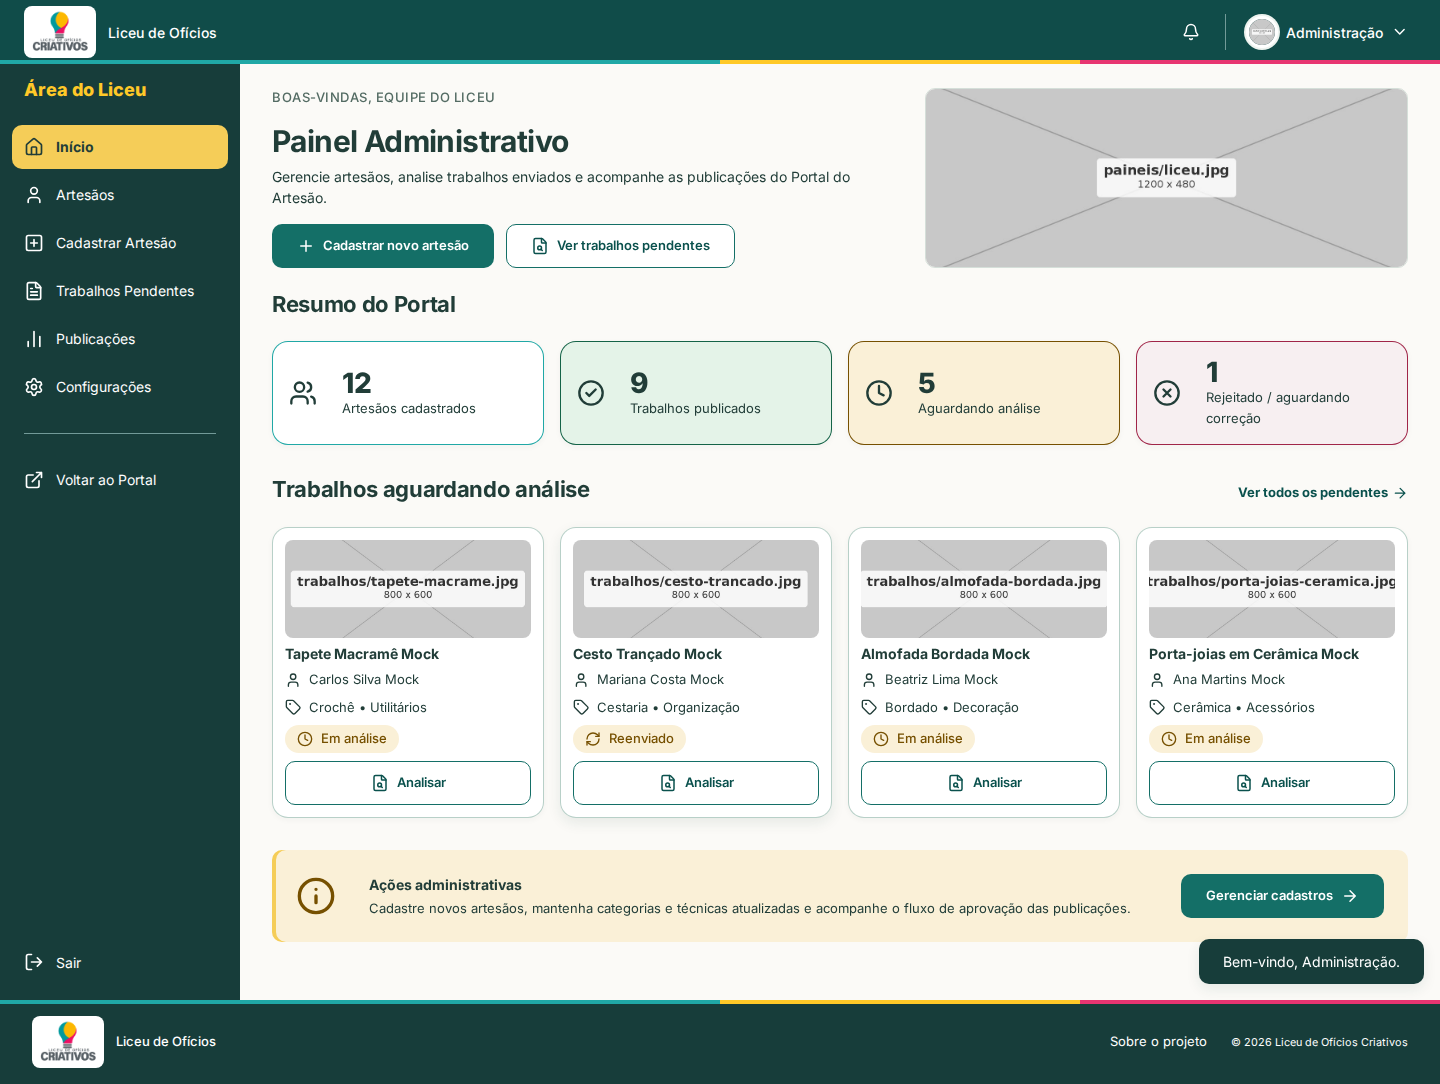 LICEU DE OFÍCIOS
CRIATIVOS
Liceu de Ofícios
Administração
Área do Liceu
Início
Artesãos
Cadastrar Artesão
Trabalhos Pendentes
Publicações
Configurações
Voltar ao Portal
Sair
BOAS-VINDAS, EQUIPE DO LICEU
Painel Administrativo
Gerencie artesãos, analise trabalhos enviados e acompanhe as publicações do Portal do
Artesão.
Cadastrar novo artesão
Ver trabalhos pendentes
paineis/liceu.jpg
1200 x 480
Resumo do Portal
12
Artesãos cadastrados
9
Trabalhos publicados
5
Aguardando análise
1
Rejeitado / aguardando
correção
Trabalhos aguardando análise
Ver todos os pendentes
trabalhos/tapete-macrame.jpg
800 x 600
Tapete Macramê Mock
Carlos Silva Mock
Crochê • Utilitários
Em análise
Analisar
trabalhos/cesto-trancado.jpg
800 x 600
Cesto Trançado Mock
Mariana Costa Mock
Cestaria • Organização
Reenviado
Analisar
trabalhos/almofada-bordada.jpg
800 x 600
Almofada Bordada Mock
Beatriz Lima Mock
Bordado • Decoração
Em análise
Analisar
trabalhos/porta-joias-ceramica.jpg
800 x 600
Porta-joias em Cerâmica Mock
Ana Martins Mock
Cerâmica • Acessórios
Em análise
Analisar
Ações administrativas
Cadastre novos artesãos, mantenha categorias e técnicas atualizadas e acompanhe o fluxo de aprovação das publicações.
Gerenciar cadastros
Bem-vindo, Administração.
LICEU DE OFÍCIOS
CRIATIVOS
Liceu de Ofícios
Sobre o projeto
© 2026 Liceu de Ofícios Criativos